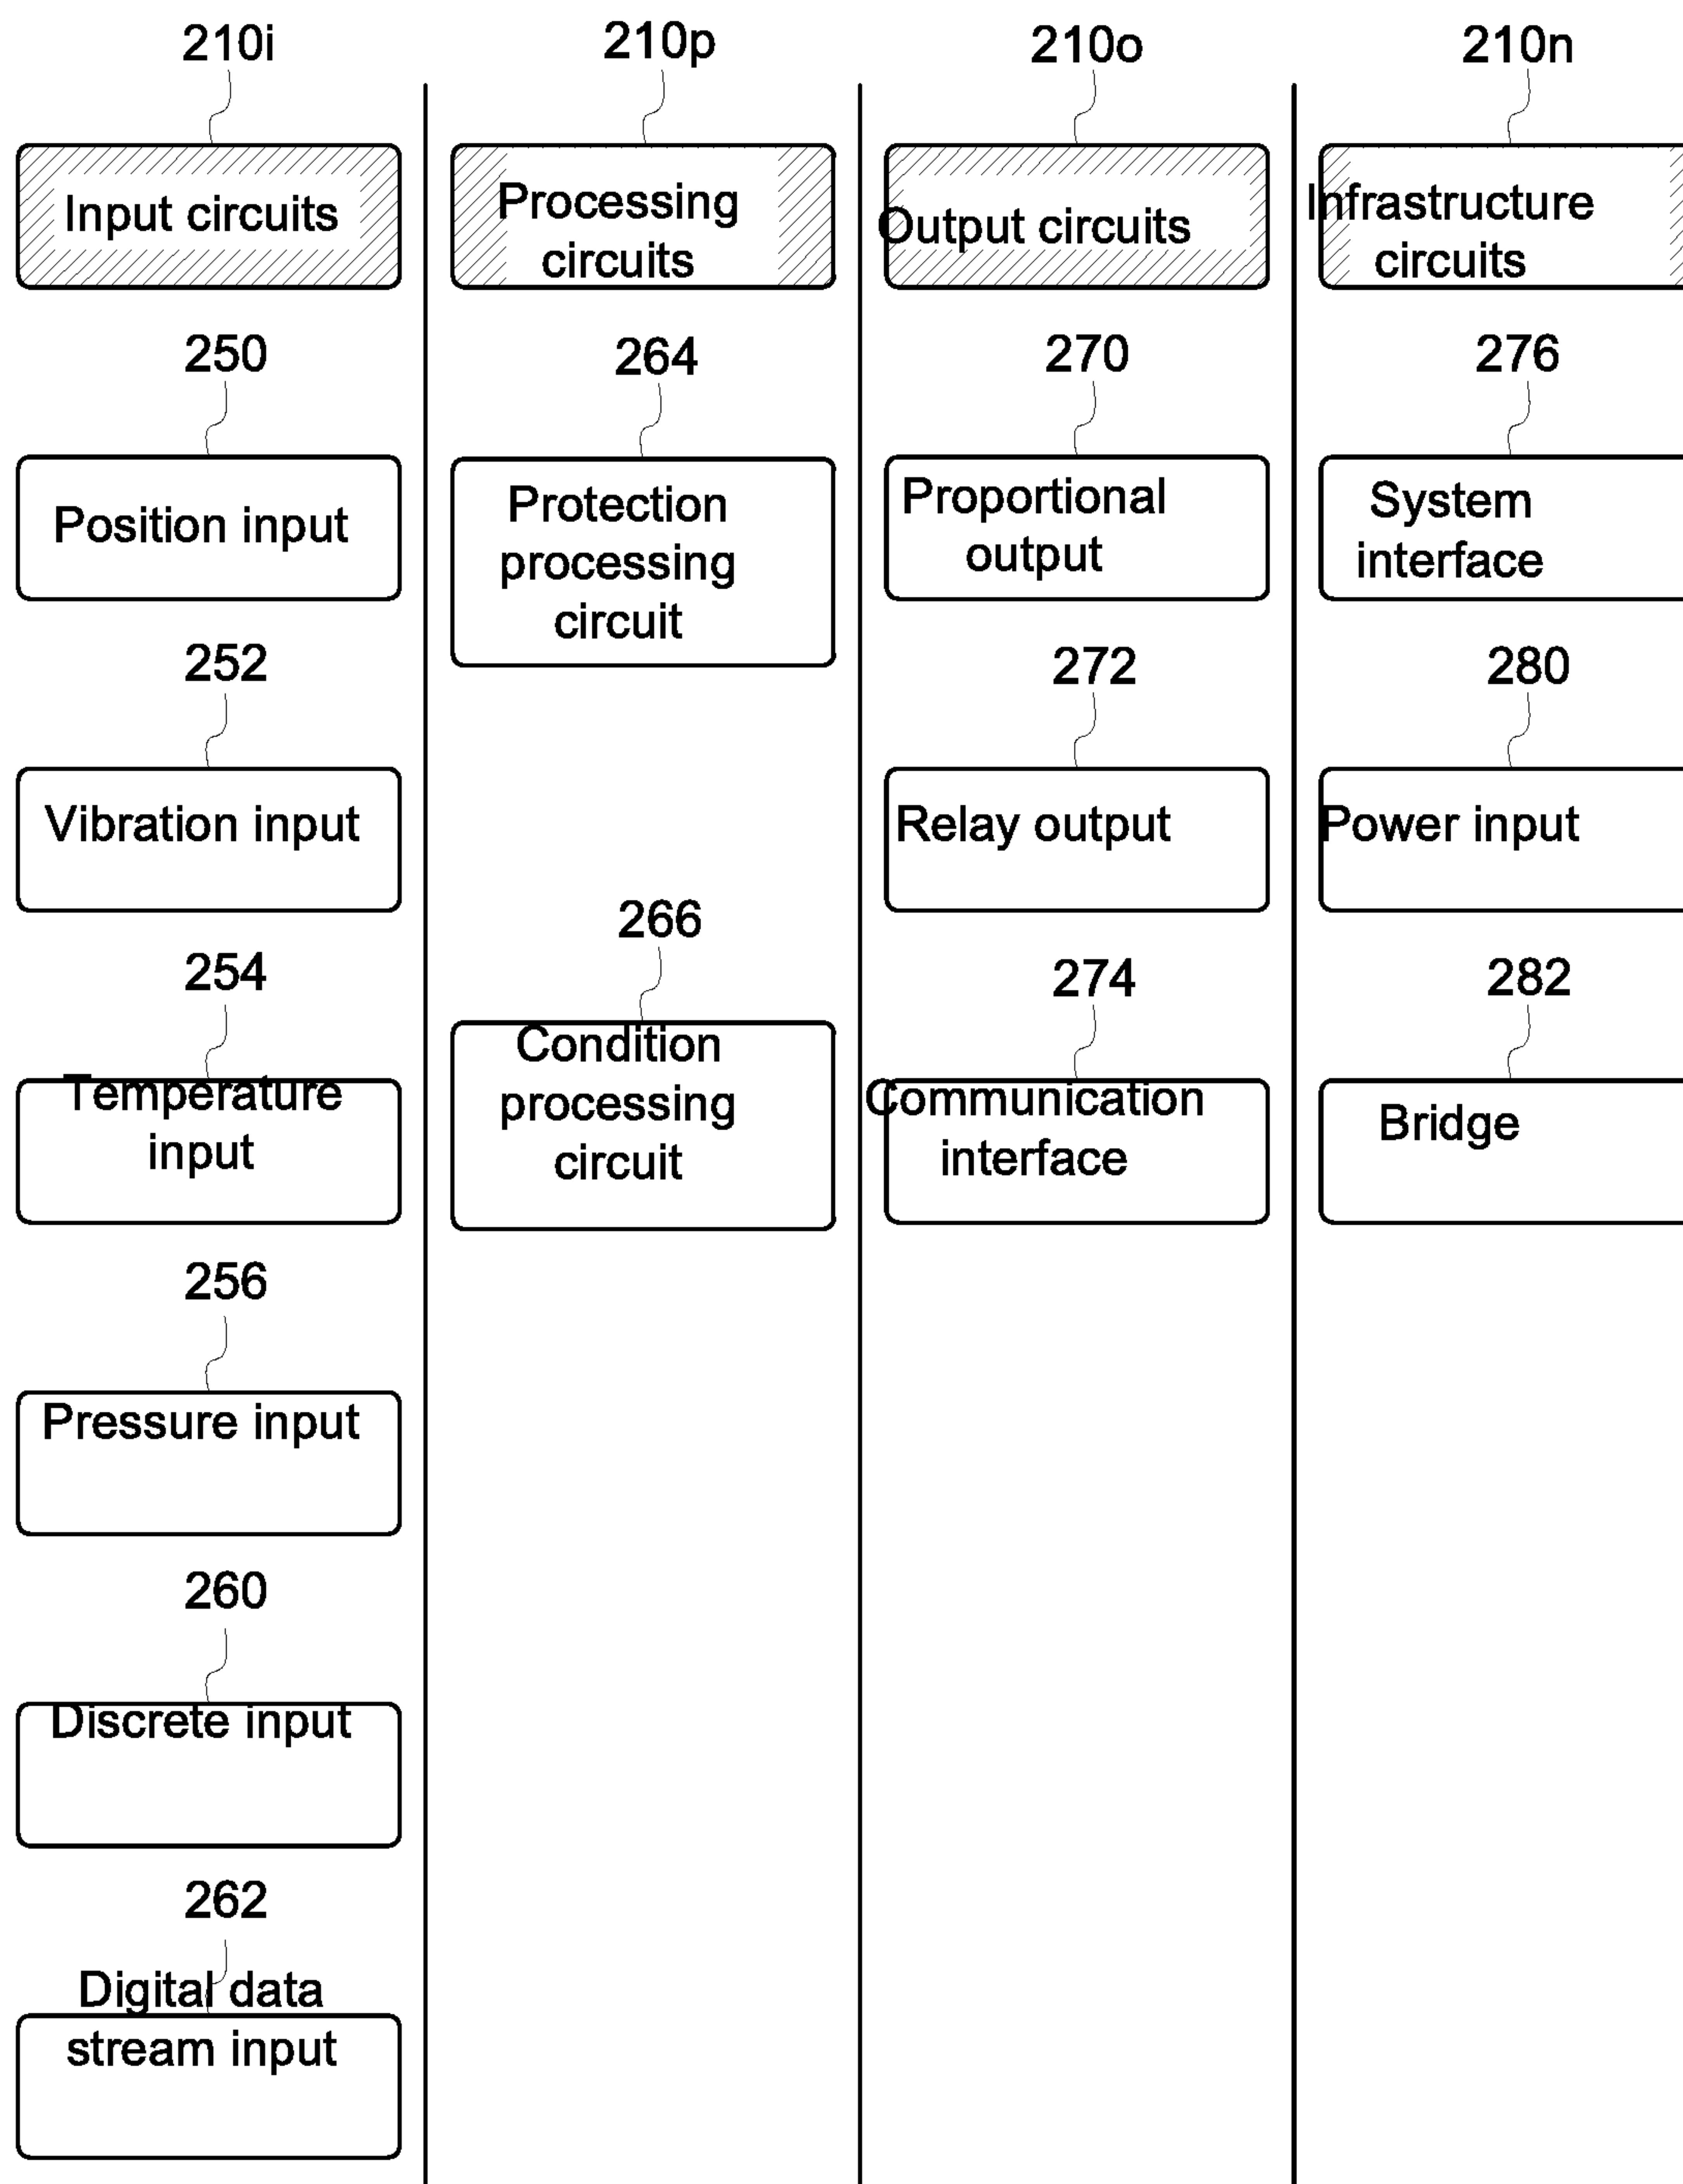 210i
Input circuits
250
Position input
252
Vibration input
254
Temperature
input
256
Pressure input
260
Discrete input
262
Digital data
stream input
210p
Processing
circuits
264
Protection
processing
circuit
266
Condition
processing
circuit
210o
Output circuits
270
Proportional
output
272
Relay output
274
Communication
interface
210n
Infrastructure
circuits
276
System
interface
280
Power input
282
Bridge